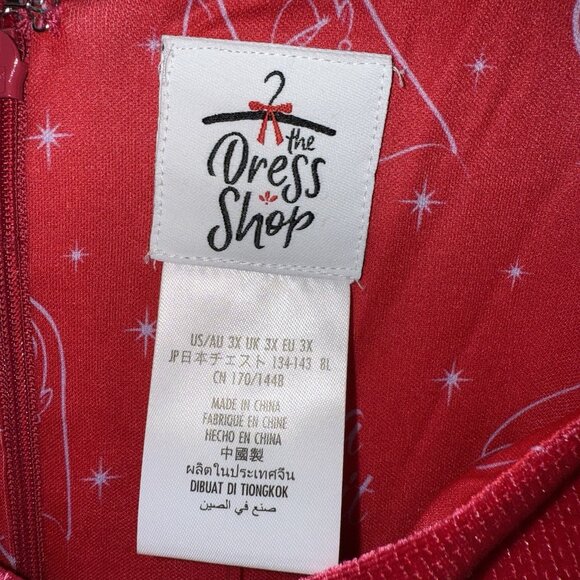 the
Dress
Shop
US/AU 3X UK 3X EU 3X
JP日本チエスト 134-143 8L
CN 170/144B
MADE IN CHINA
FABRIQUE EN CHINE
HECHO EN CHINA
中國製
ผลิตในประเทศจีน
DIBUAT DI TIONGKOK
صنع في الصين